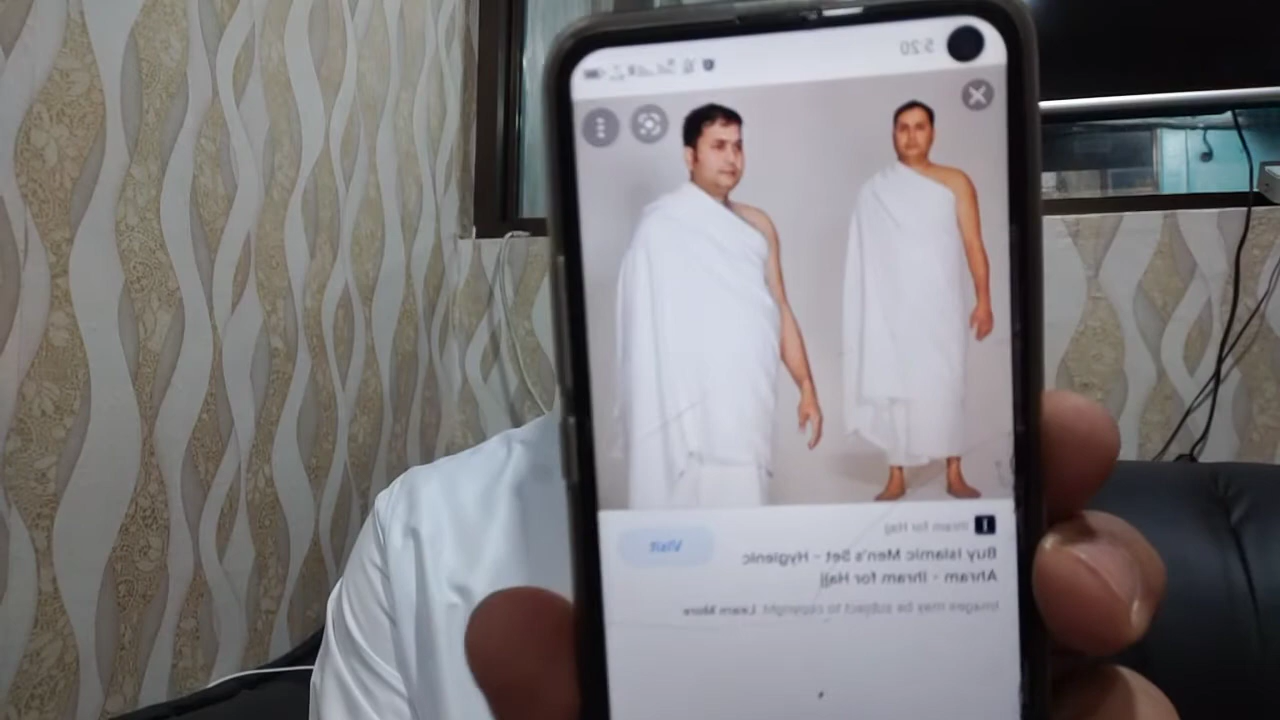 5:20
Ihram for Hajj
Buy Islamic Men's Set - Hygienic
Ahram - Ihram for Hajj
Visit
Images may be subject to copyright. Learn More